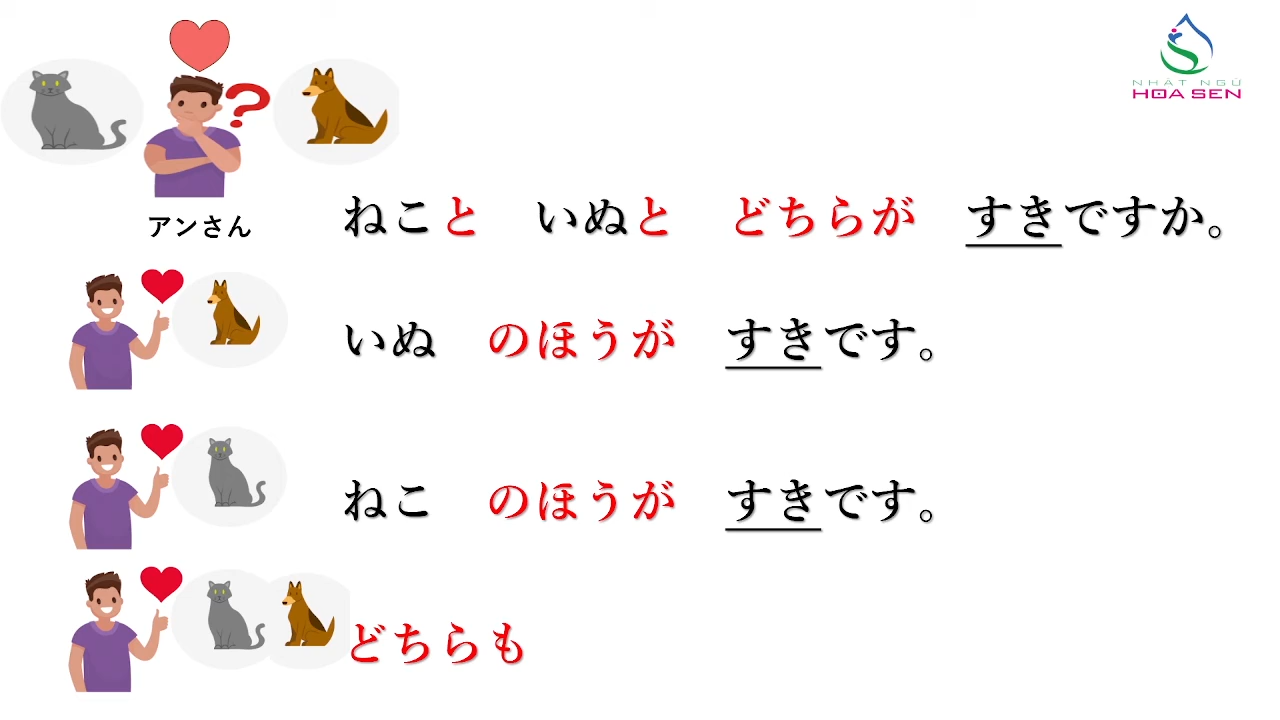 NHẬT NGỮ
HOA SEN
アンさん
ねこと いぬと どちらが すきですか。
いぬ のほうが すきです。
ねこ のほうが すきです。
どちらも